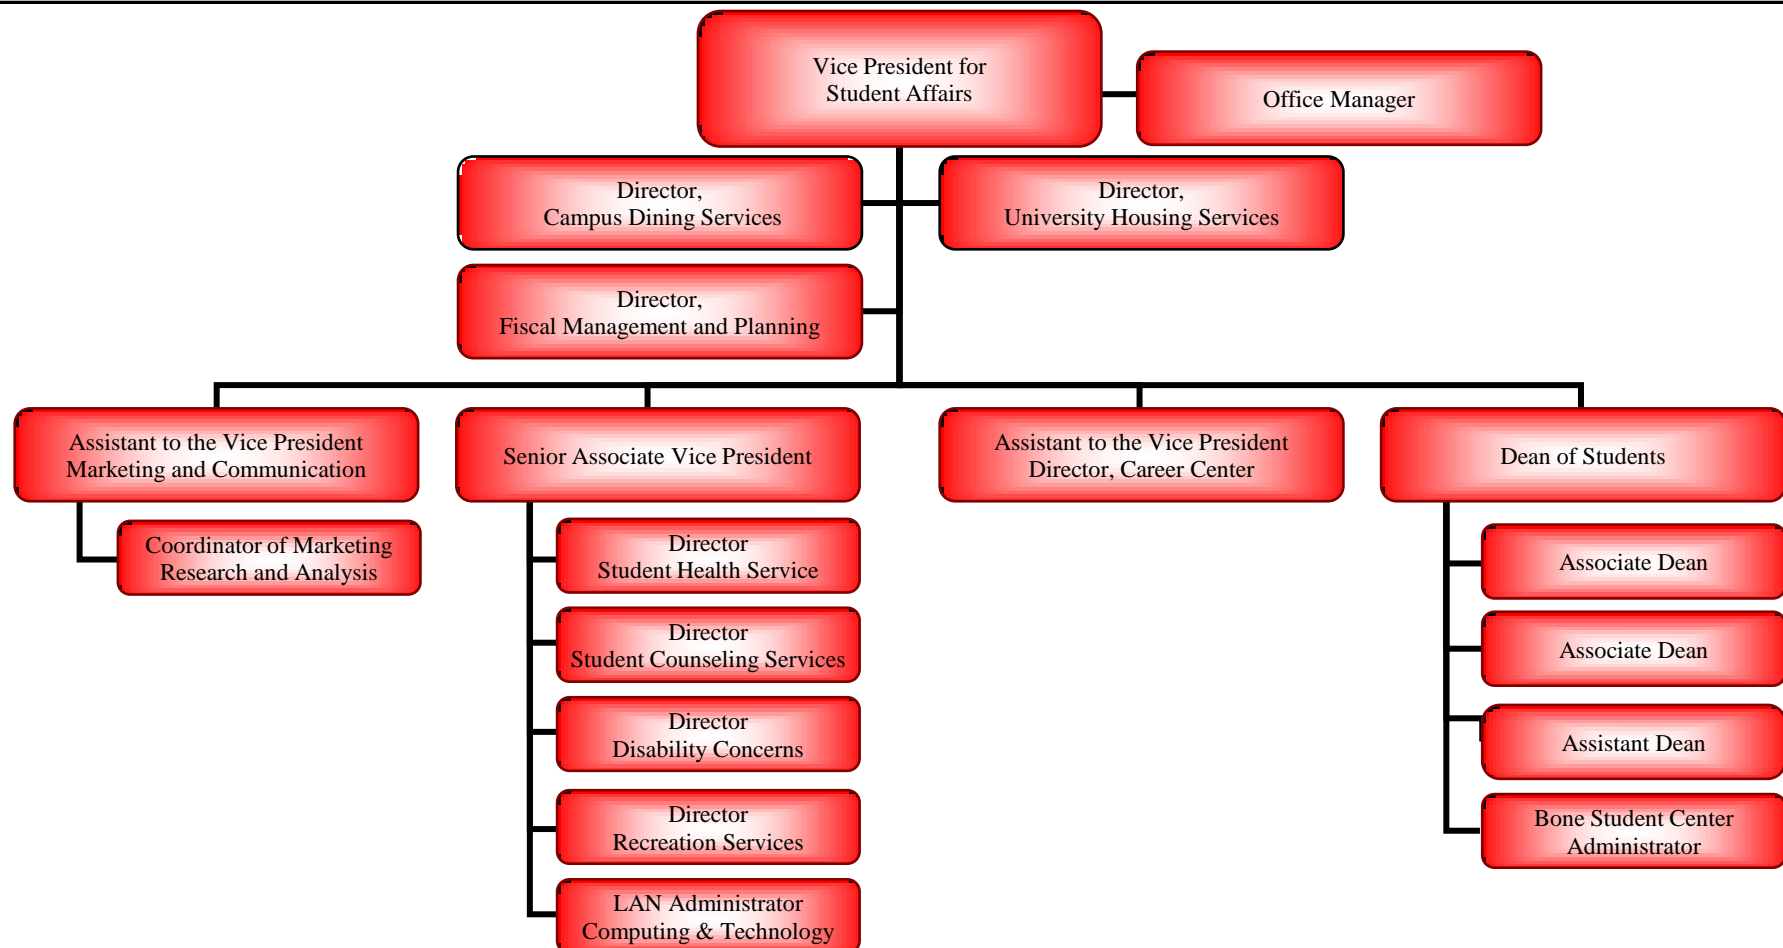 Vice President for
Student Affairs
Office Manager
Director,
Campus Dining Services
Director,
University Housing Services
Director,
Fiscal Management and Planning
Assistant to the Vice President
Marketing and Communication
Senior Associate Vice President
Assistant to the Vice President
Director, Career Center
Dean of Students
Coordinator of Marketing
Research and Analysis
Director
Student Health Service
Director
Student Counseling Services
Director
Disability Concerns
Director
Recreation Services
LAN Administrator
Computing & Technology
Associate Dean
Associate Dean
Assistant Dean
Bone Student Center
Administrator